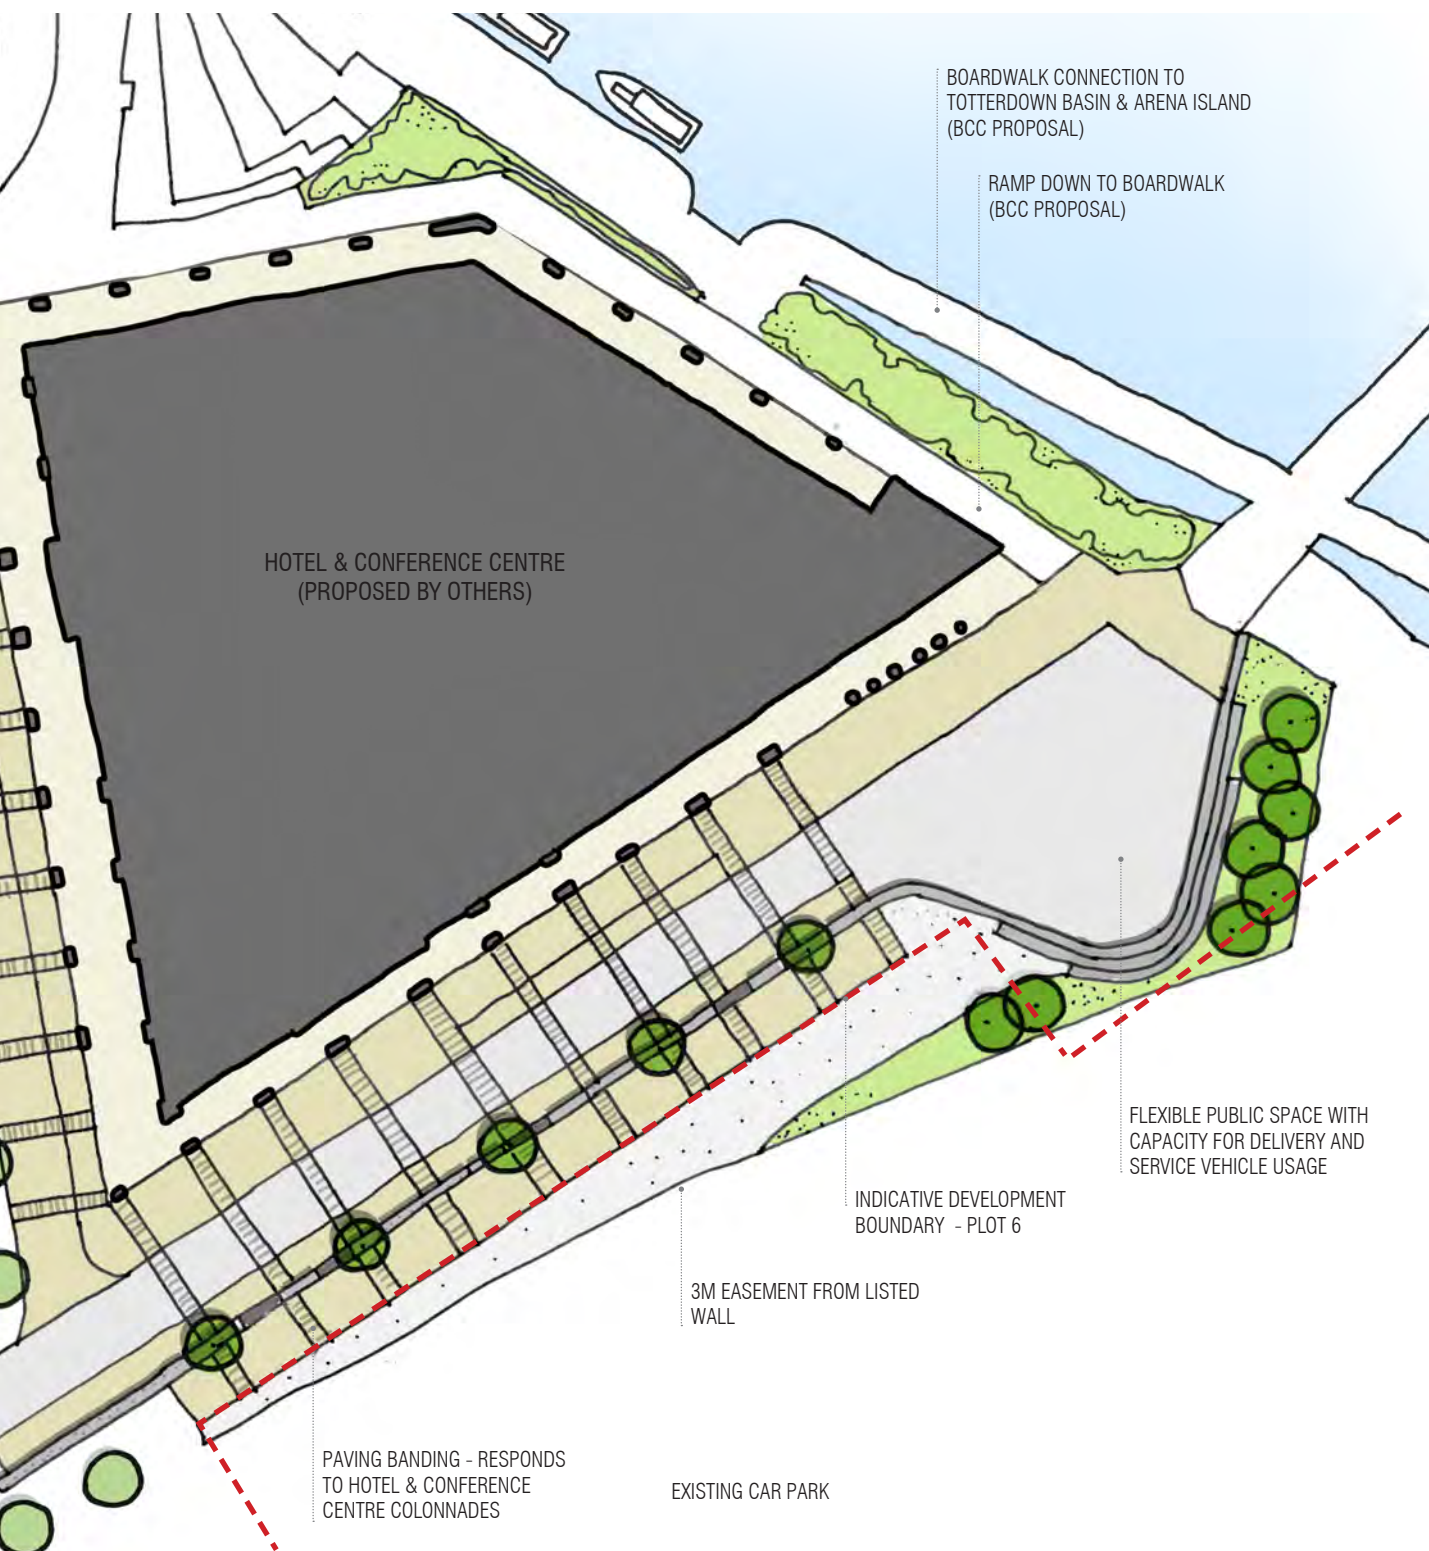 BOARDWALK CONNECTION TO
TOTTERDOWN BASIN & ARENA ISLAND
(BCC PROPOSAL)
RAMP DOWN TO BOARDWALK
(BCC PROPOSAL)
HOTEL & CONFERENCE CENTRE
(PROPOSED BY OTHERS)
FLEXIBLE PUBLIC SPACE WITH
CAPACITY FOR DELIVERY AND
SERVICE VEHICLE USAGE
INDICATIVE DEVELOPMENT
BOUNDARY - PLOT 6
3M EASEMENT FROM LISTED
WALL
PAVING BANDING - RESPONDS
TO HOTEL & CONFERENCE
CENTRE COLONNADES
EXISTING CAR PARK